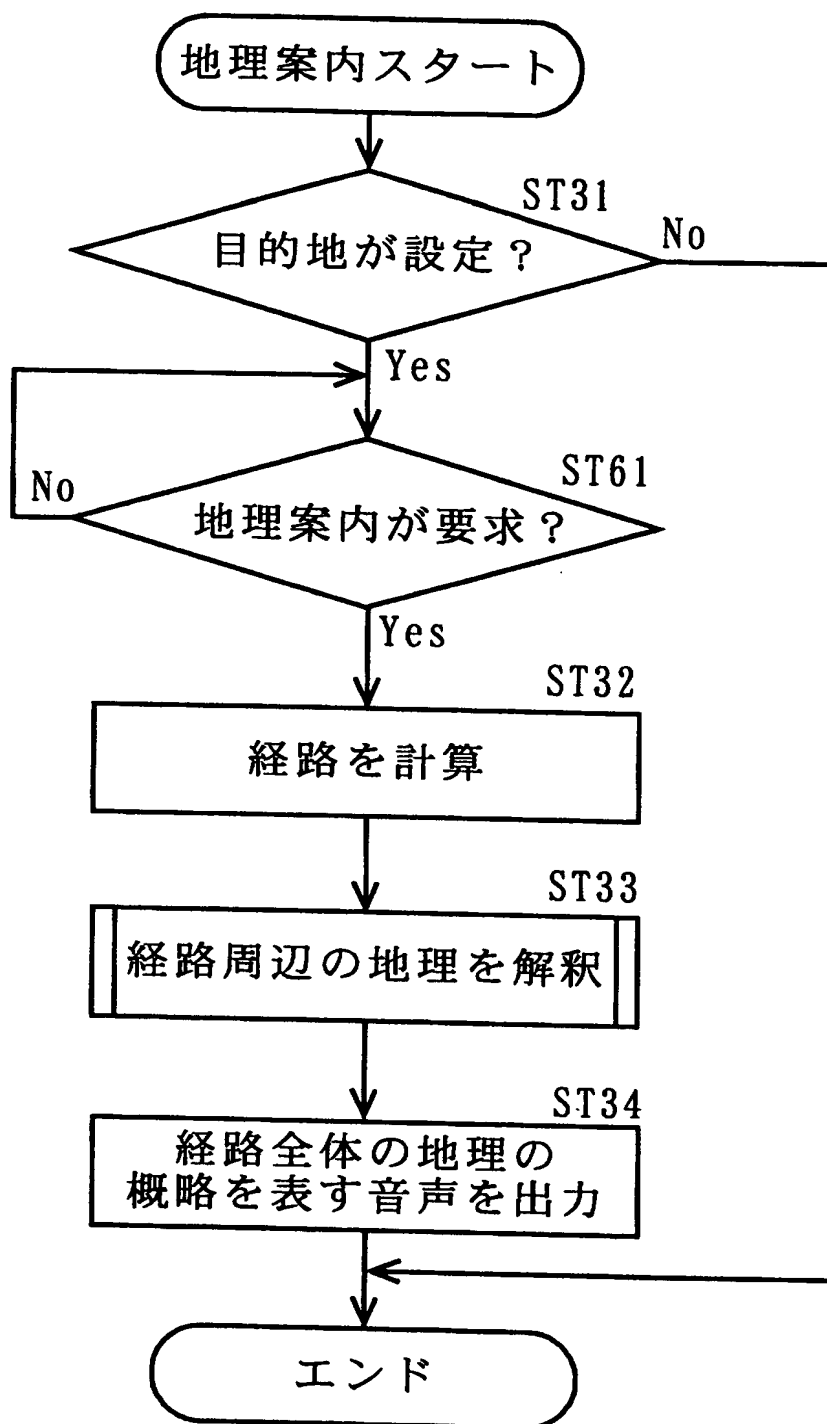 地理案内スタート
ST31
目的地が設定?
No
Yes
ST61
No
地理案内が要求?
Yes
ST32
経路を計算
ST33
経路周辺の地理を解釈
ST34
経路全体の地理の
概略を表す音声を出力
エンド